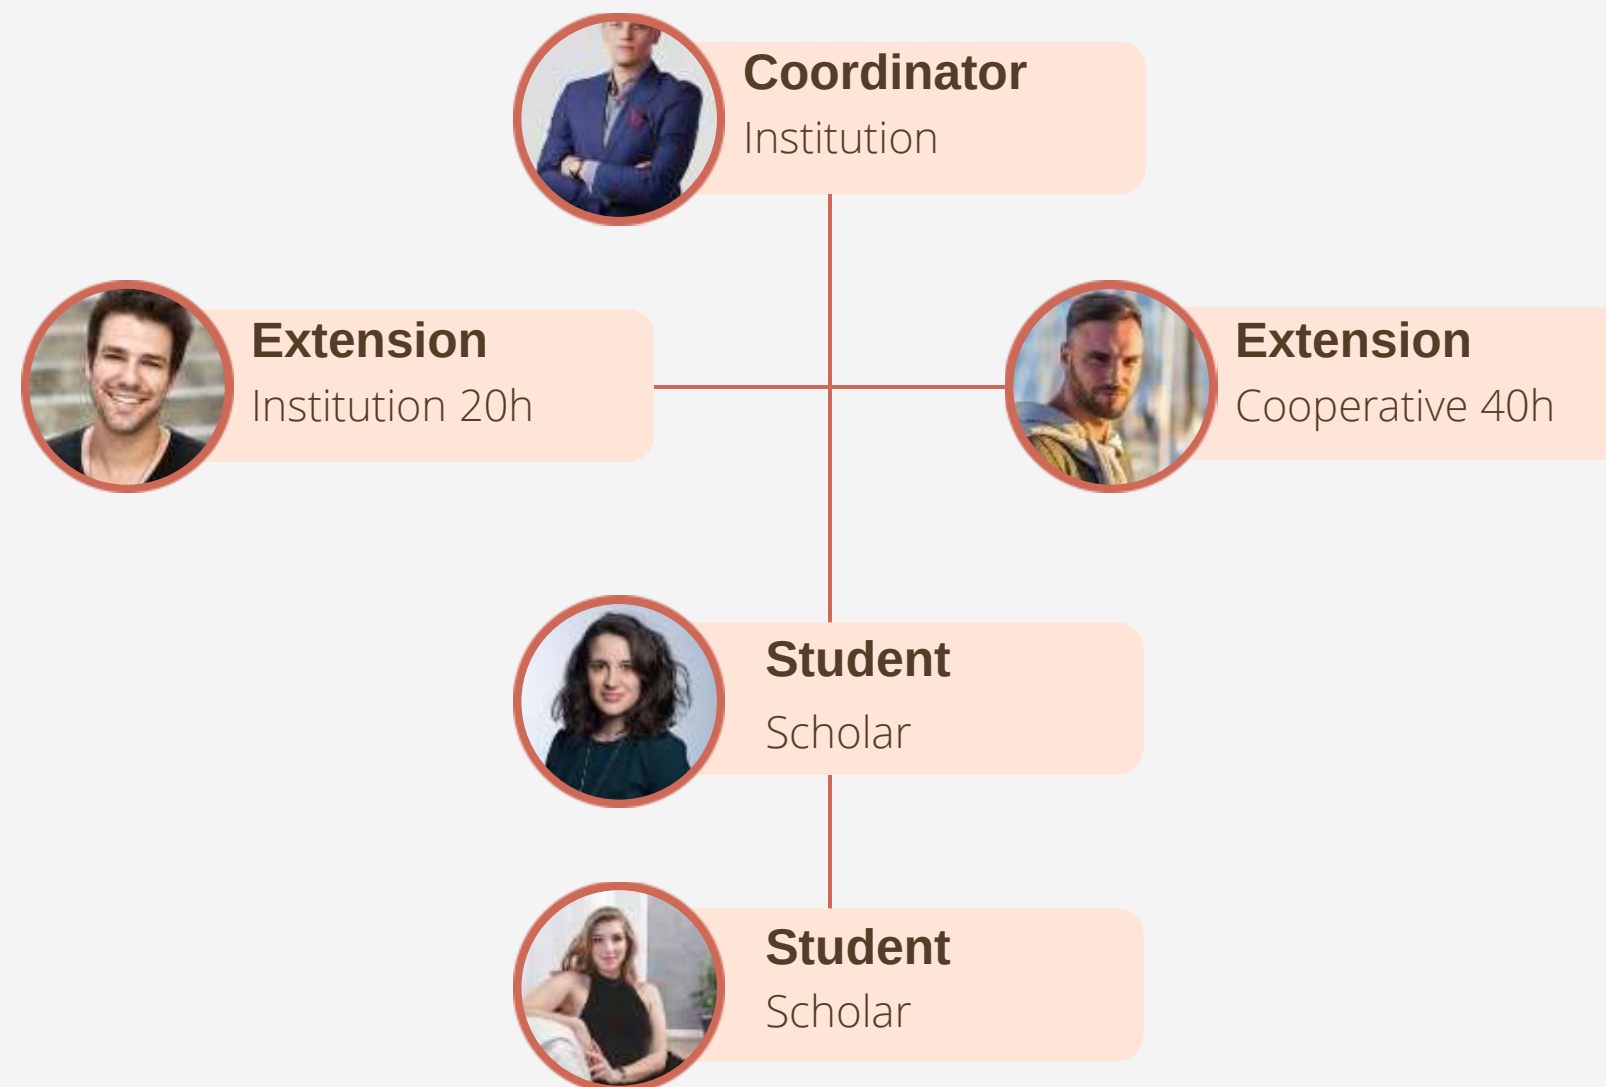 Coordinator
Institution
Extension
Institution 20h
Extension
Cooperative 40h
Student
Scholar
Student
Scholar